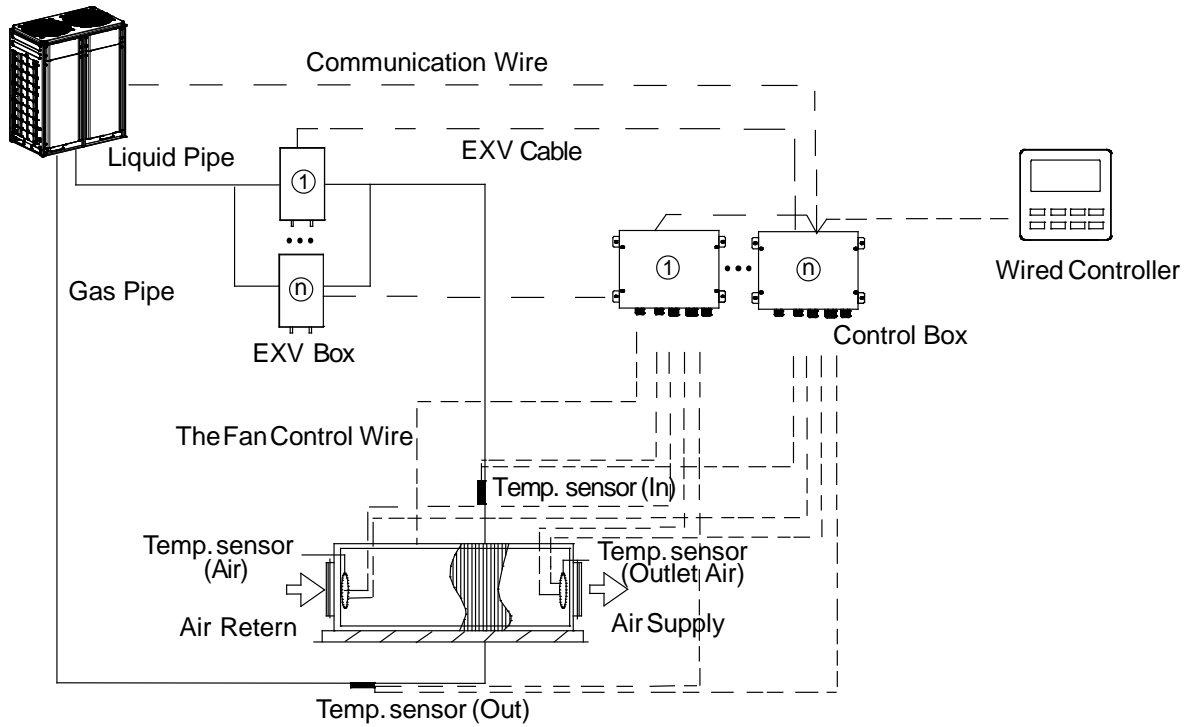 Communication Wire
Liquid Pipe
EXV Cable
1
1
n
Wired Controller
Gas Pipe
n
EXV Box
Control Box
The Fan Control Wire
Temp. sensor (In)
Temp. sensor
(Air)
Temp. sensor
(Outlet Air)
Air Retern
Air Supply
Temp. sensor (Out)